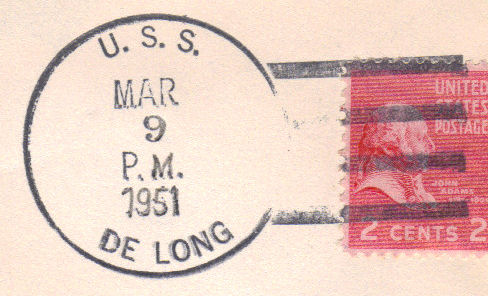 U. S. S.
MAR
9
P.M.
1951
DE LONG
UNITED
STATES
POSTAGE
JOHN
ADAMS
2 CENTS 2